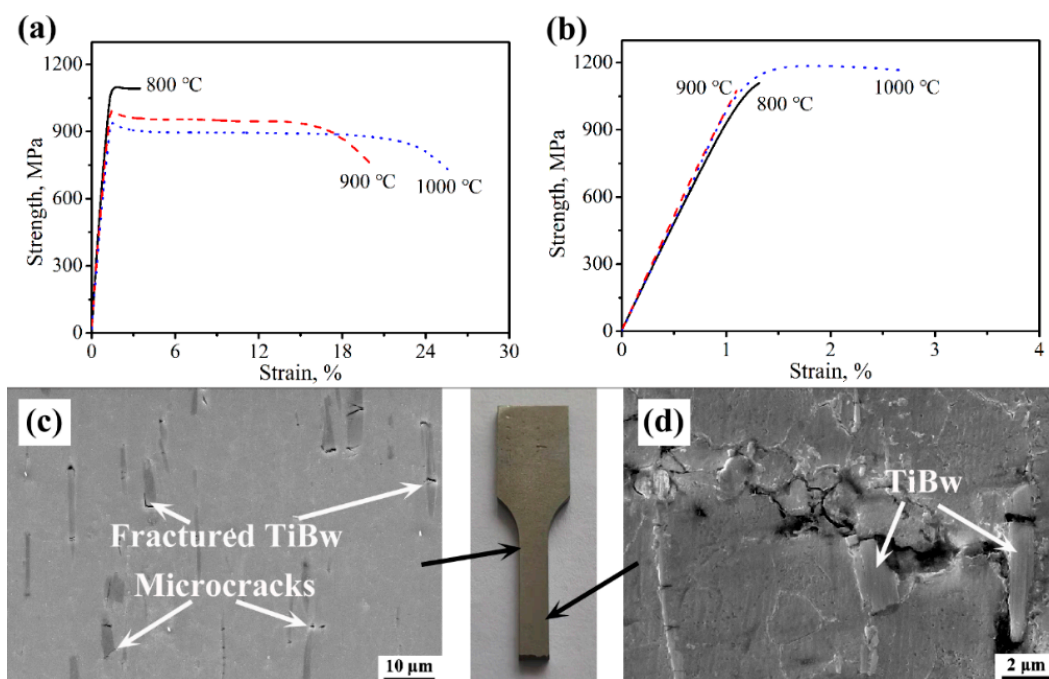 (a)
1200
900
600
300
0
Strength, MPa
800 ℃
900 ℃
1000 ℃
0 6 12 18 24 30
Strain, %
(b)
1200
900
600
300
0
Strength, MPa
900 ℃
800 ℃
1000 ℃
0 1 2 3 4
Strain, %
(c)
Fractured TiBw
Microcracks
10 µm
(d)
TiBw
2 µm